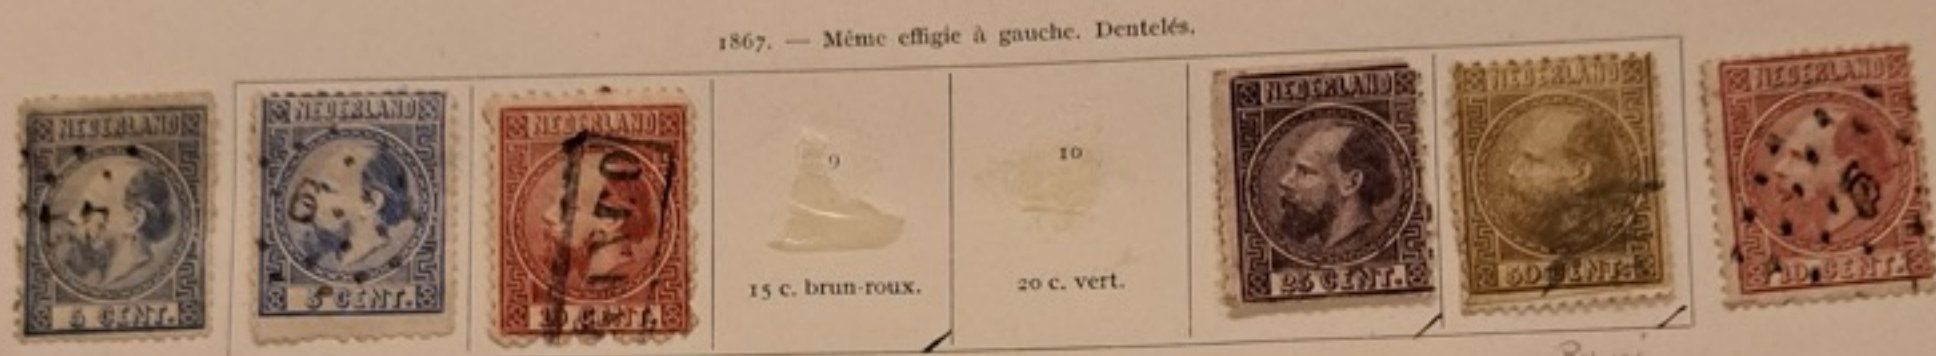 1867. — Même effigie à gauche. Dentelés.
NEDERLAND
5 CENT.
NEDERLAND
5 CENT.
NEDERLAND
10 CENT.
FRANCO
9
15 c. brun-roux.
10
20 c. vert.
NEDERLAND
25 CENT.
NEDERLAND
50 CENT.
NEDERLAND
10 CENT.